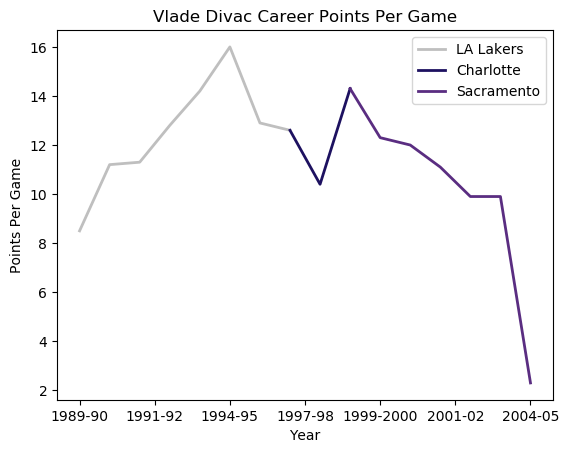 Vlade Divac Career Points Per Game
LA Lakers
Charlotte
Sacramento
16
14
12
10
8
6
4
2
Points Per Game
1989-90 1991-92 1994-95 1997-98 1999-2000 2001-02 2004-05
Year